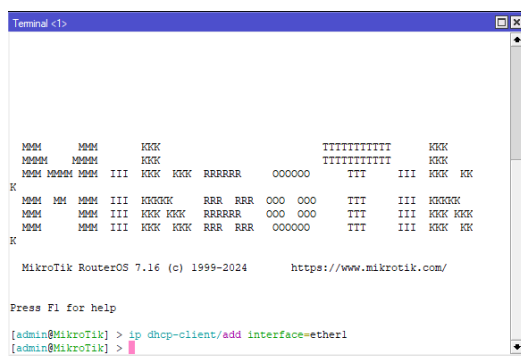 Terminal <1>
MMM      MMM       KKK                          TTTTTTTTTTT      KKK
MMMM    MMMM       KKK                          TTTTTTTTTTT      KKK
MMM MMMM MMM  III  KKK  KKK  RRRRRR     OOOOOO      TTT     III  KKK  KK
K
MMM  MM  MMM  III  KKKKK     RRR  RRR  OOO  OOO     TTT     III  KKKKK
MMM      MMM  III  KKK KKK   RRRRRR    OOO  OOO     TTT     III  KKK KKK
MMM      MMM  III  KKK  KKK  RRR  RRR   OOOOOO      TTT     III  KKK  KK
K
MikroTik RouterOS 7.16 (c) 1999-2024       https://www.mikrotik.com/
Press F1 for help
[admin@MikroTik] > ip dhcp-client/add interface=ether1
[admin@MikroTik] >